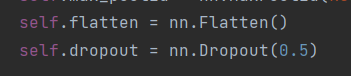 self.flatten = nn.Flatten()
self.dropout = nn.Dropout(0.5)